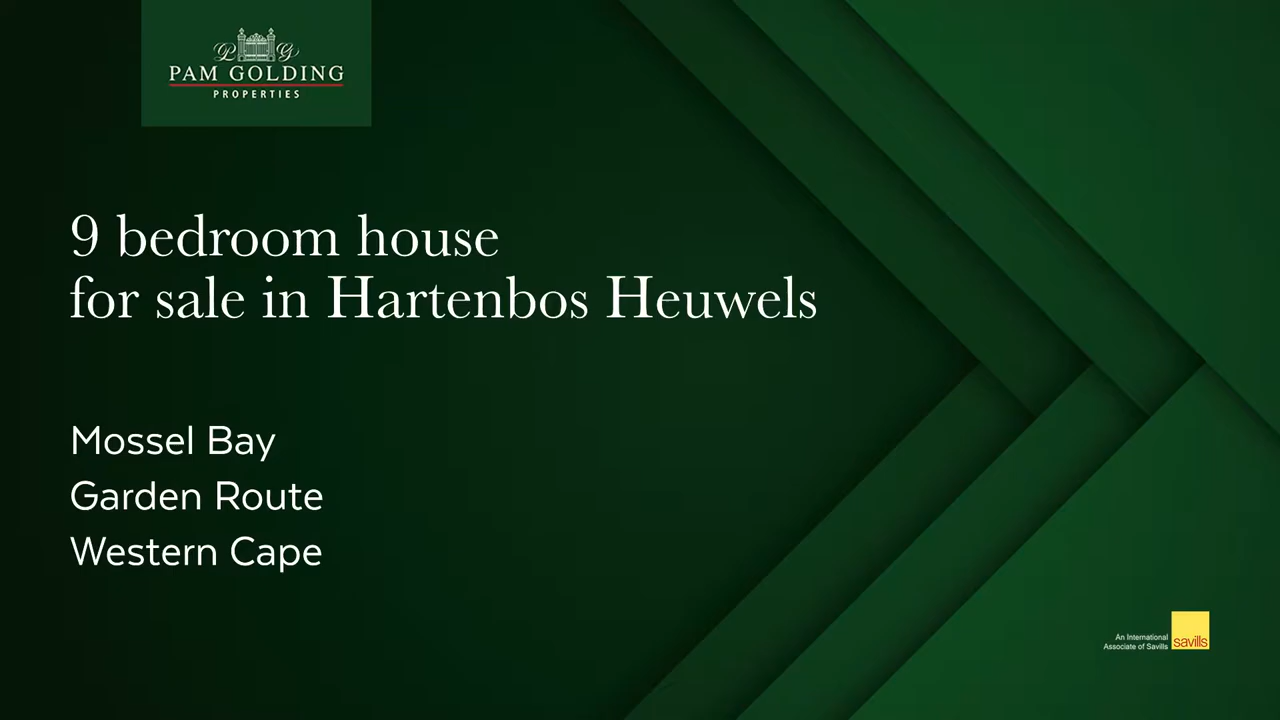 P G
PAM GOLDING
PROPERTIES
9 bedroom house
for sale in Hartenbos Heuwels
Mossel Bay
Garden Route
Western Cape
An International
Associate of Savills
savills